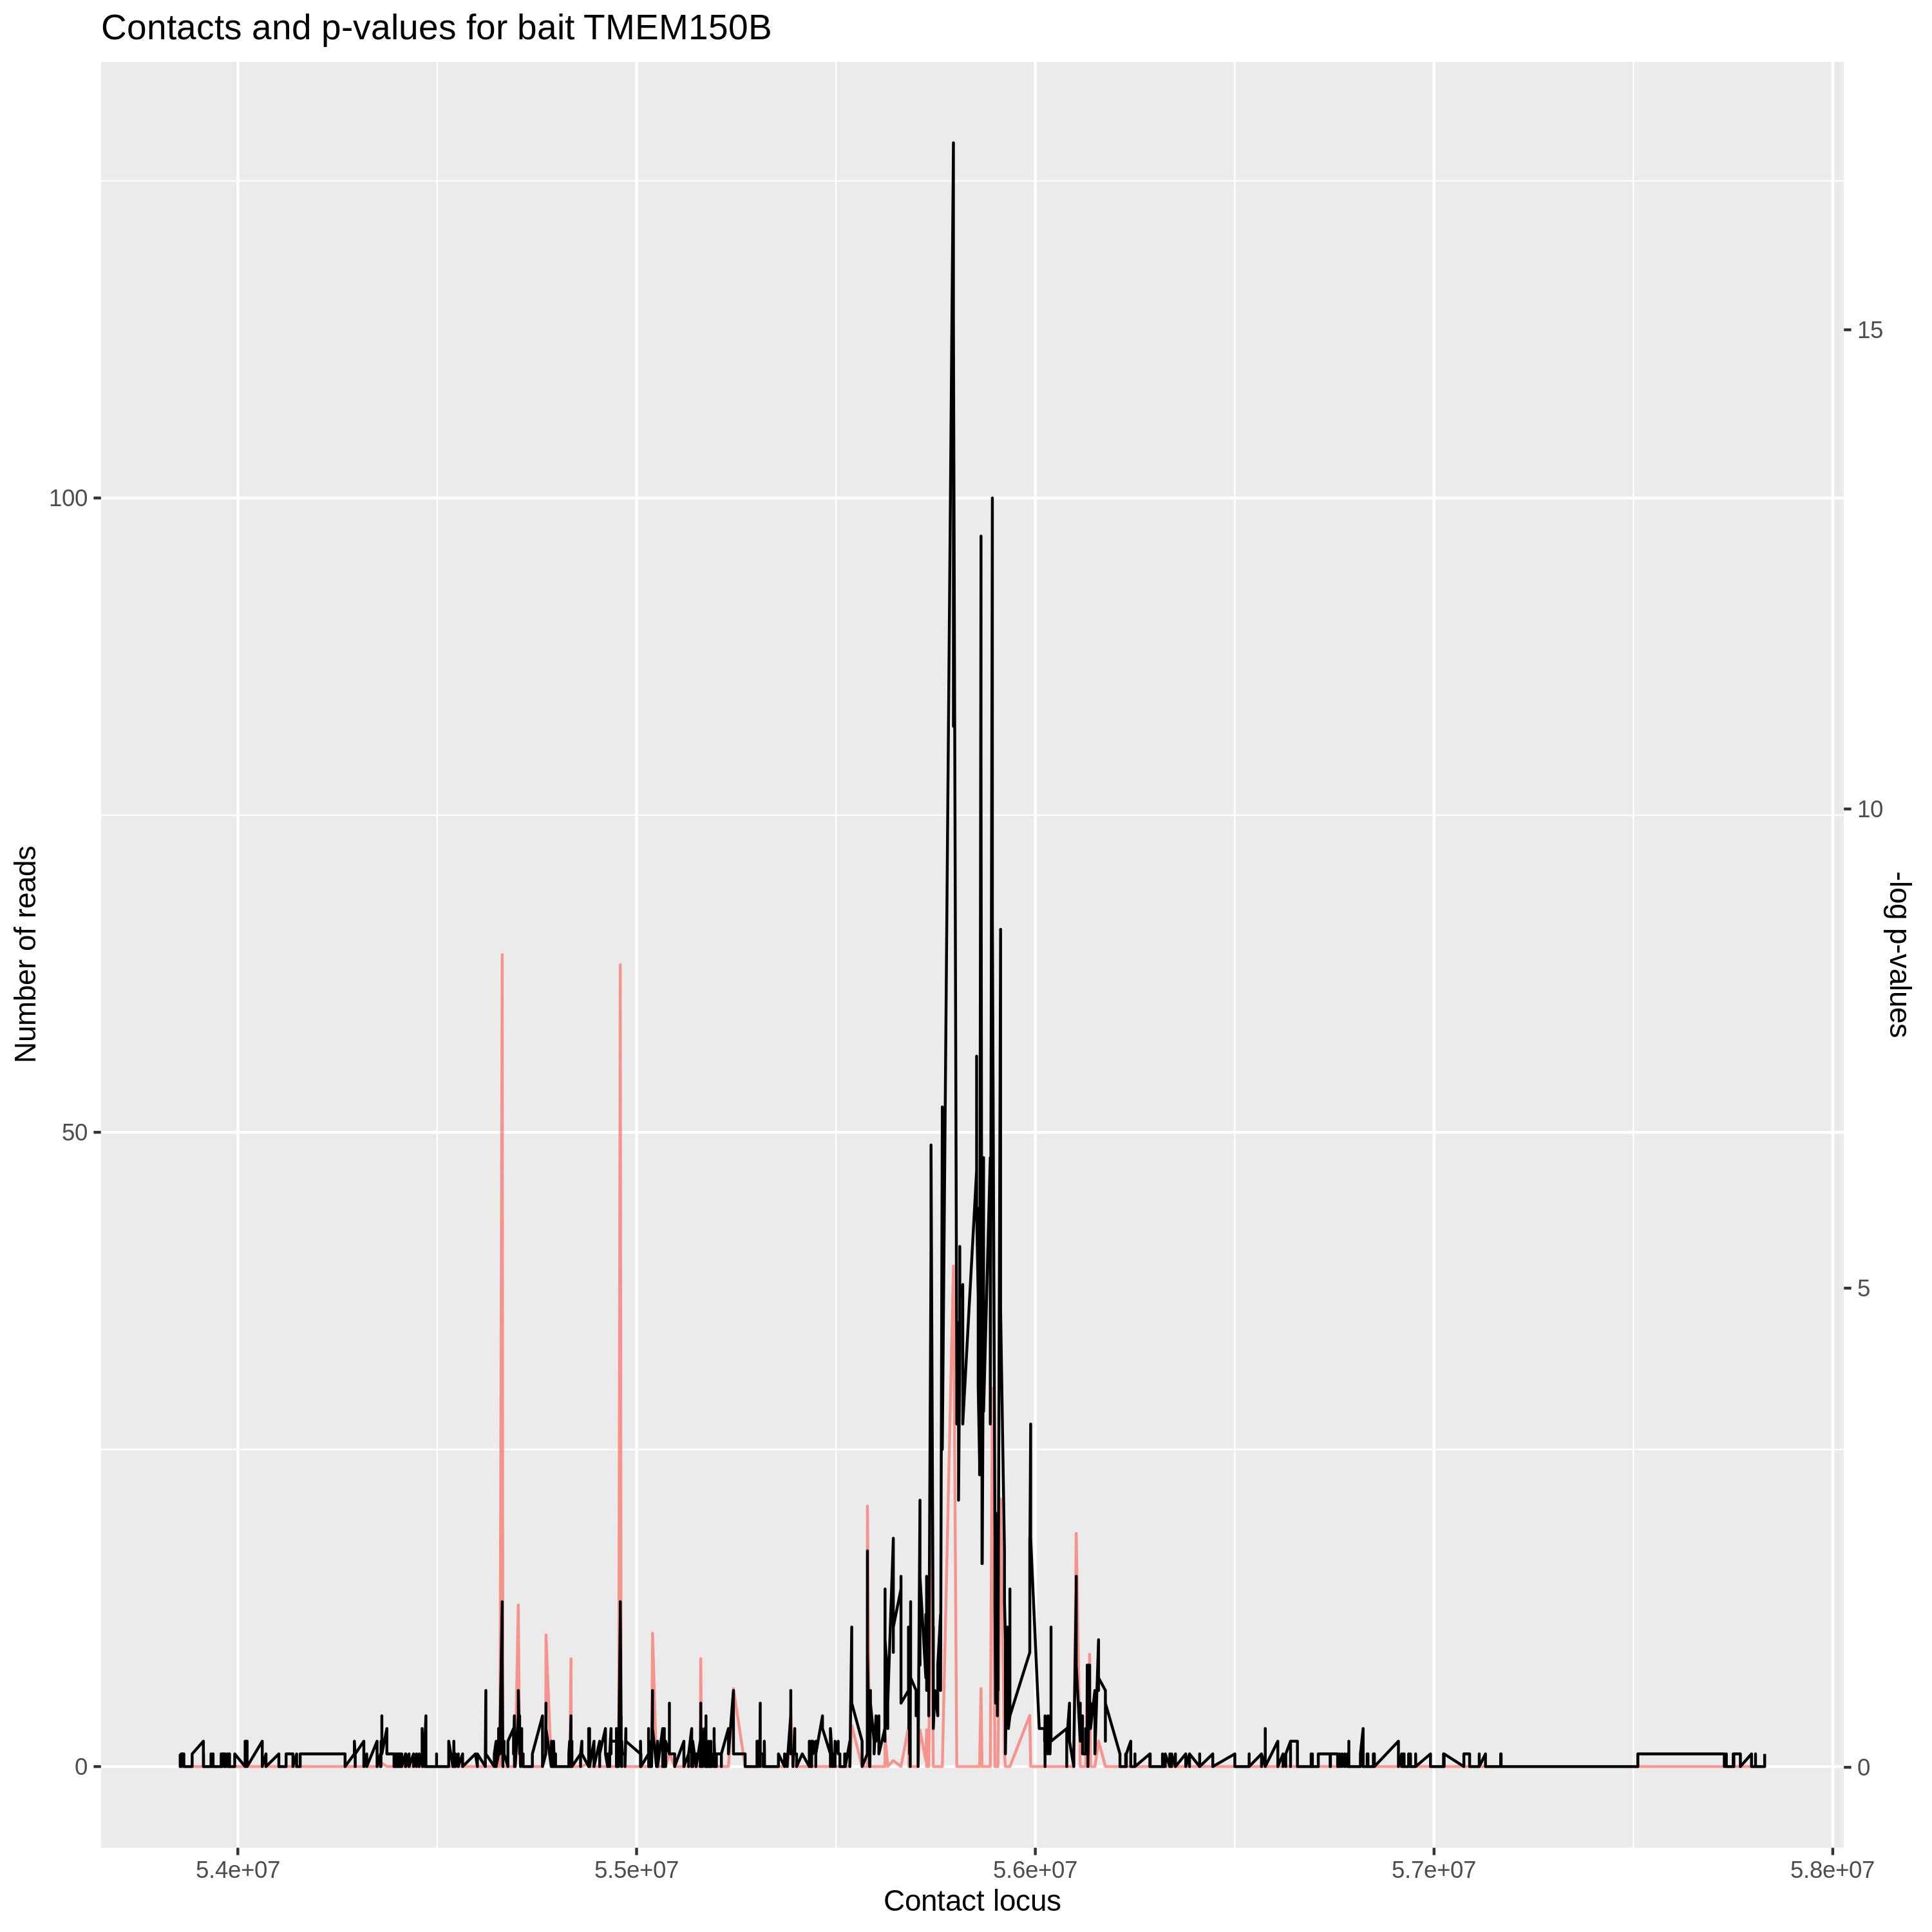 Contacts and p-values for bait TMEM150B
Number of reads
100
50
0
15
10
5
0
-log p-values
5.4e+07
5.5e+07
5.6e+07
5.7e+07
5.8e+07
Contact locus